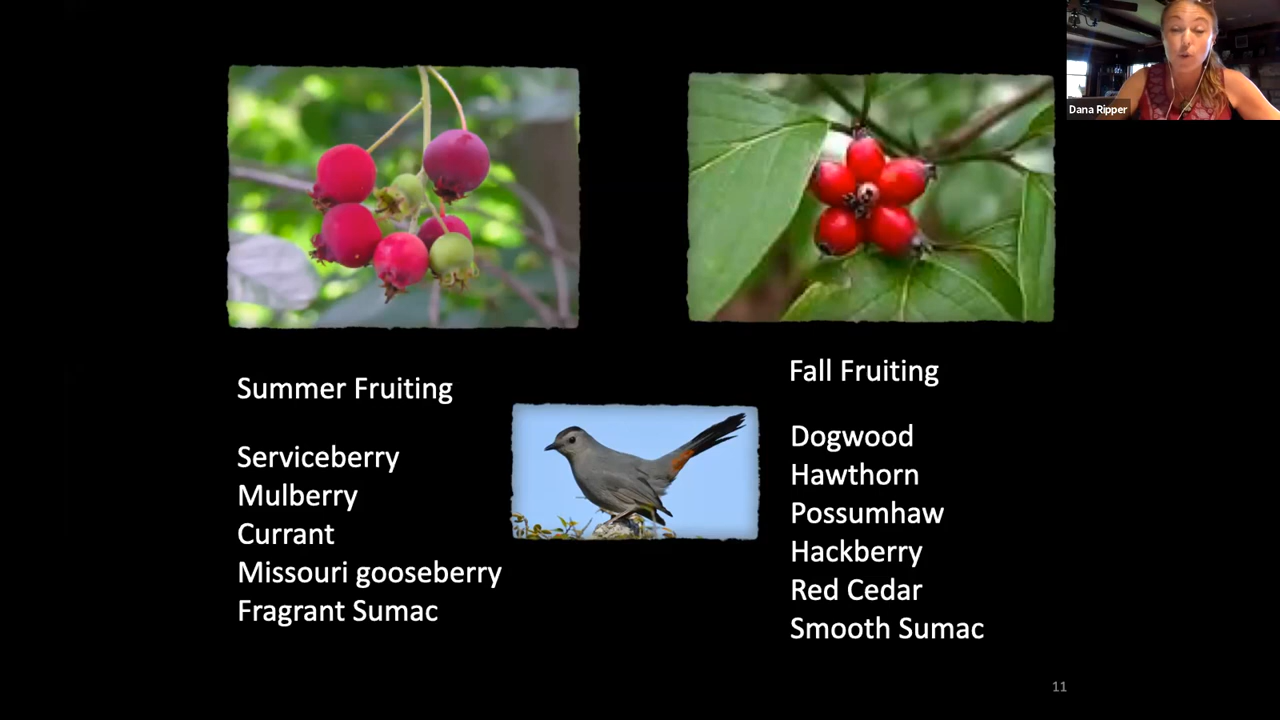 Dana Ripper
Summer Fruiting
Serviceberry
Mulberry
Currant
Missouri gooseberry
Fragrant Sumac
Fall Fruiting
Dogwood
Hawthorn
Possumhaw
Hackberry
Red Cedar
Smooth Sumac
11